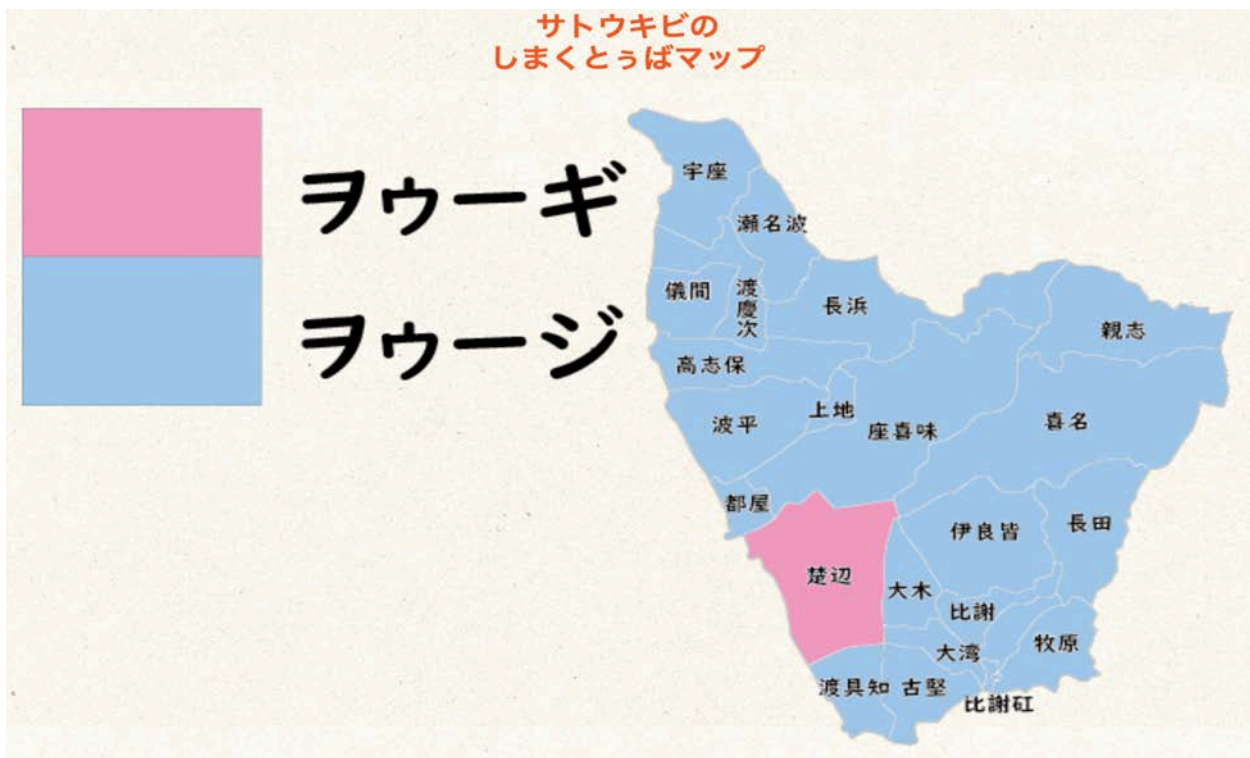 サトウキビの
しまくとぅばマップ
ヲゥーギ
ヲゥージ
宇座
瀬名波
儀間
渡慶次
長浜
親志
高志保
上地
波平
座喜味
喜名
都屋
伊良皆
長田
楚辺
大木
比謝
大湾
牧原
渡具知
古堅
比謝矼